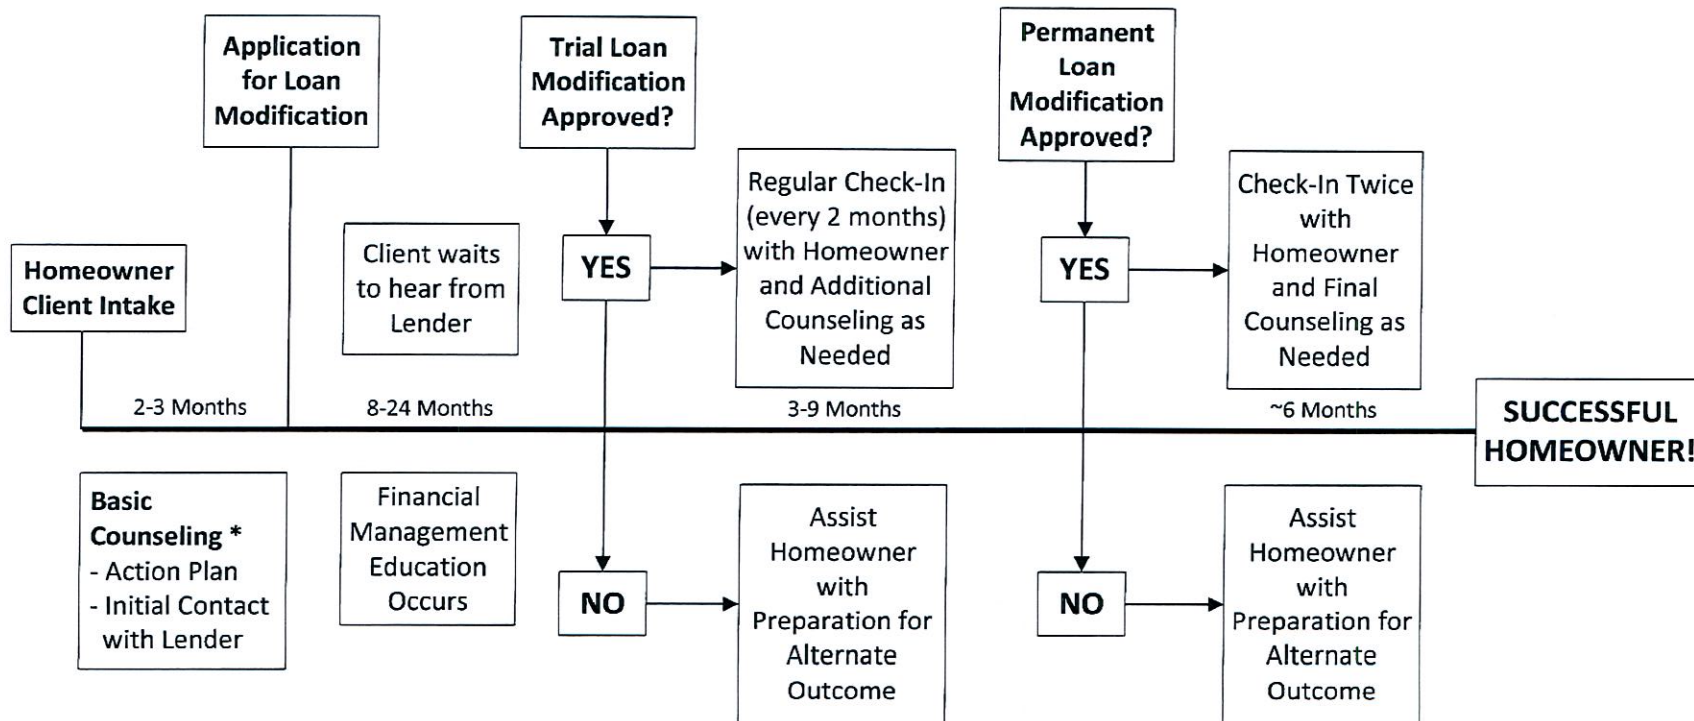 Application
for Loan
Modification
Trial Loan
Modification
Approved?
Permanent
Loan
Modification
Approved?
Homeowner
Client Intake
Client waits
to hear from
Lender
YES
Regular Check-In
(every 2 months)
with Homeowner
and Additional
Counseling as
Needed
YES
Check-In Twice
with
Homeowner
and Final
Counseling as
Needed
2-3 Months
8-24 Months
3-9 Months
~6 Months
SUCCESSFUL
HOMEOWNER!
Basic
Counseling *
- Action Plan
- Initial Contact
with Lender
Financial
Management
Education
Occurs
NO
Assist
Homeowner
with
Preparation for
Alternate
Outcome
NO
Assist
Homeowner
with
Preparation for
Alternate
Outcome